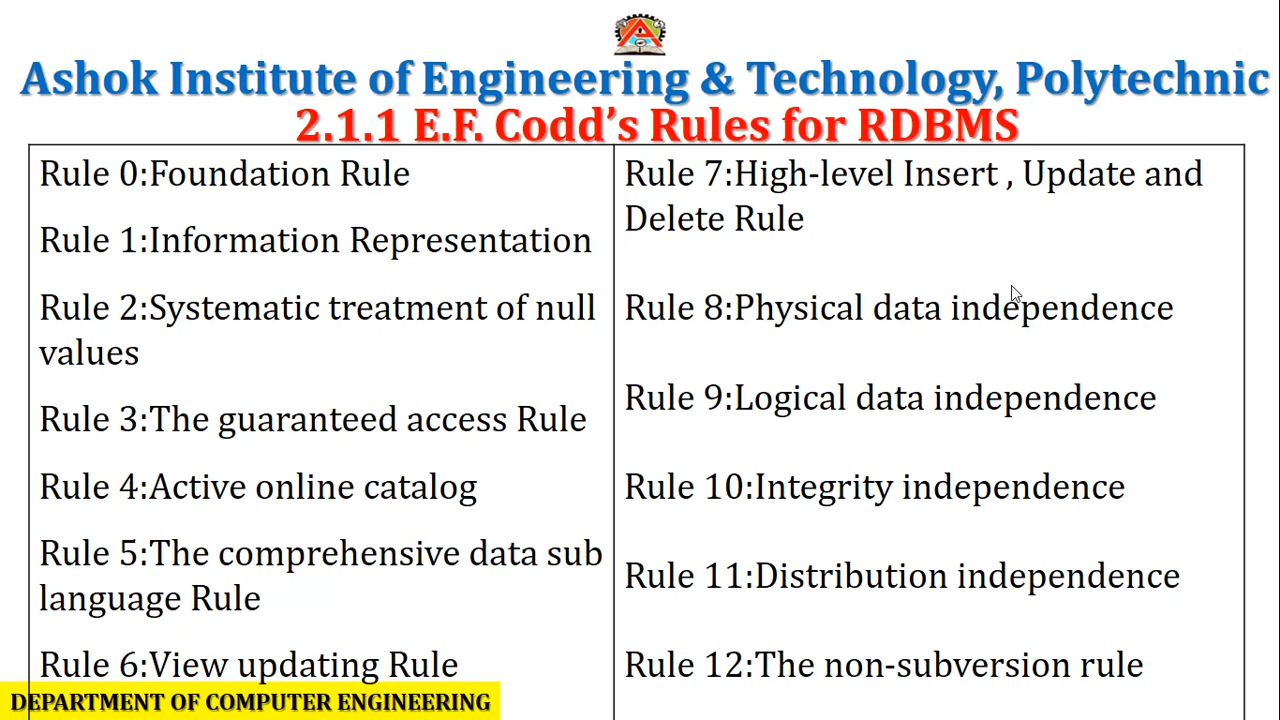 Ashok Institute of Engineering & Technology, Polytechnic
2.1.1 E.F. Codd's Rules for RDBMS
Rule 0:Foundation Rule
Rule 1:Information Representation
Rule 2:Systematic treatment of null
values
Rule 3:The guaranteed access Rule
Rule 4:Active online catalog
Rule 5:The comprehensive data sub
language Rule
Rule 6:View updating Rule
Rule 7:High-level Insert , Update and
Delete Rule
Rule 8:Physical data independence
Rule 9:Logical data independence
Rule 10:Integrity independence
Rule 11:Distribution independence
Rule 12:The non-subversion rule
DEPARTMENT OF COMPUTER ENGINEERING